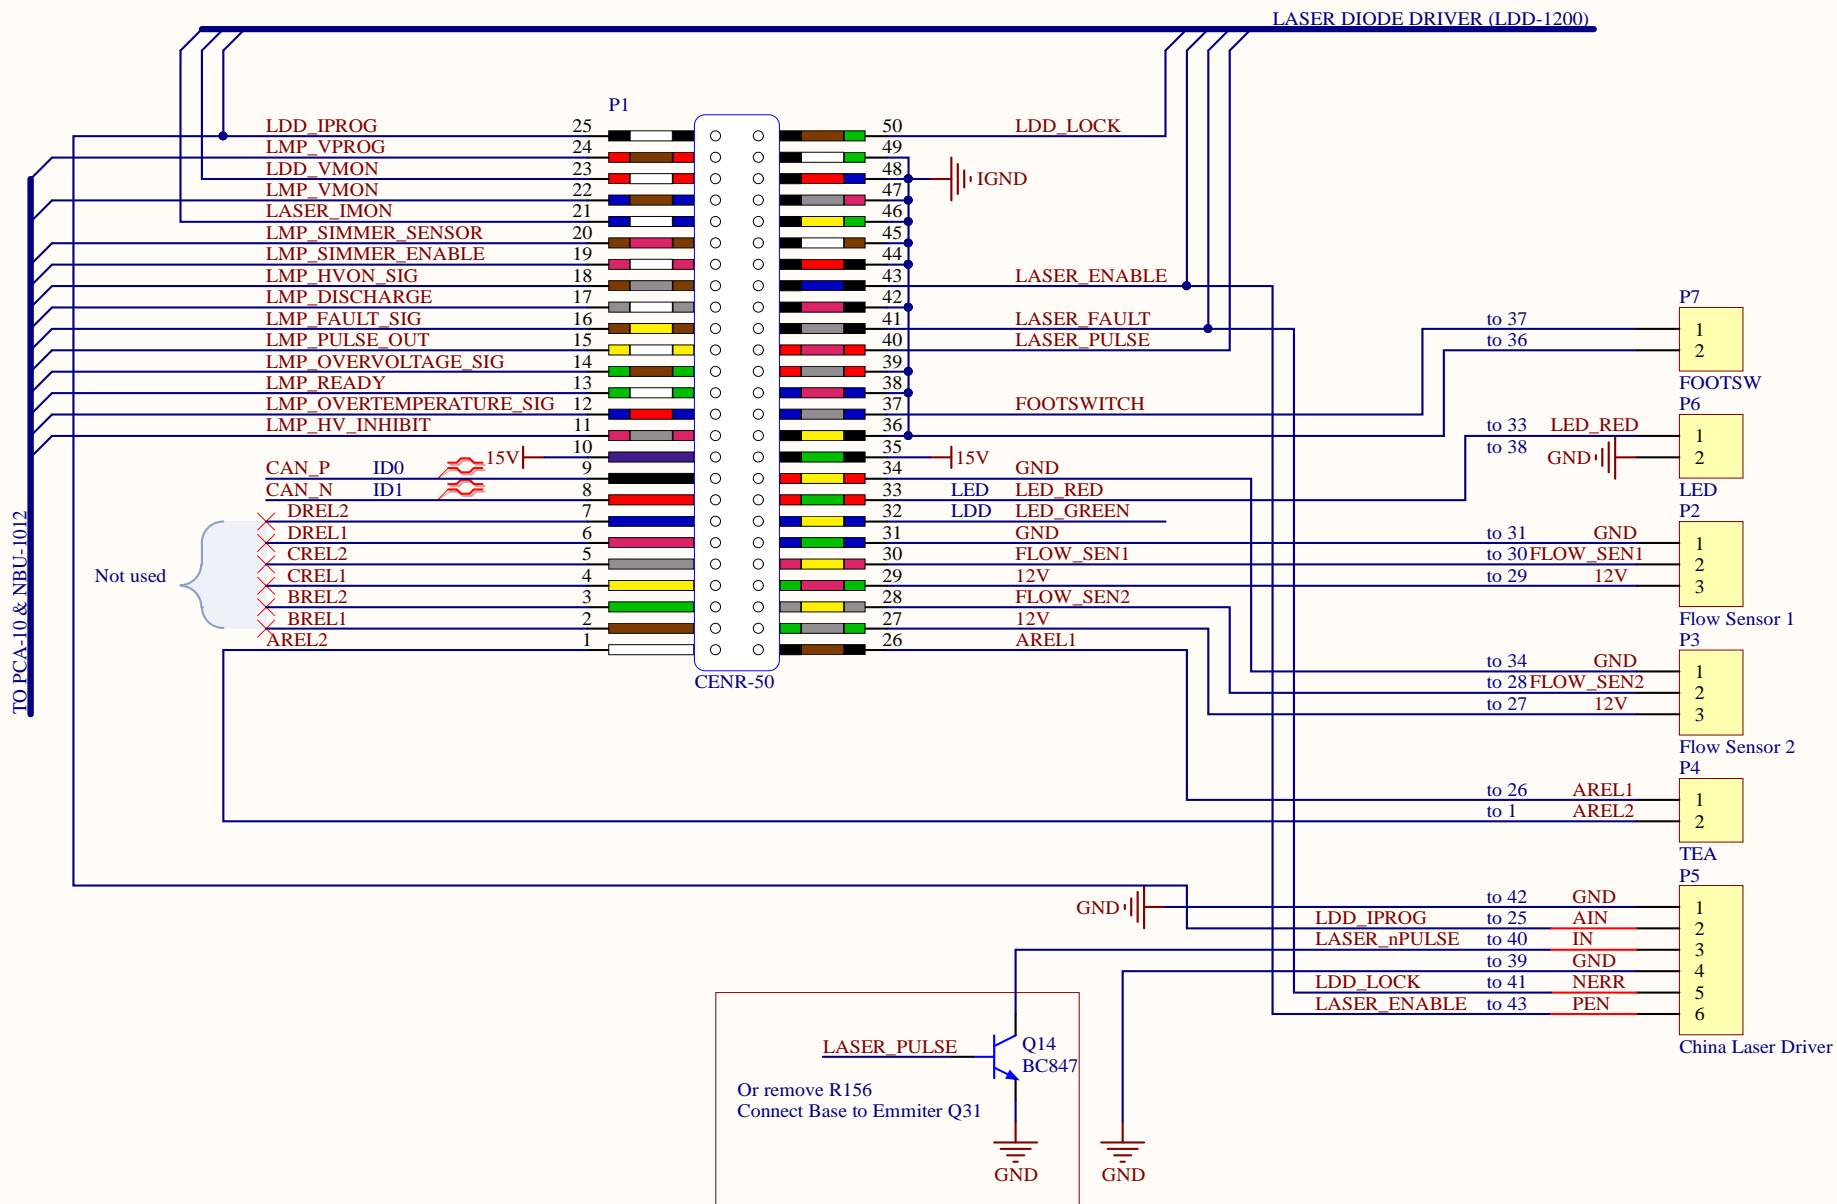 LASER DIODE DRIVER (LDD-1200)
P1
LDD_IPROG 25 50 LDD_LOCK
LMP_VPROG 24 49
LDD_VMON 23 48 IGND
LMP_VMON 22 47
LASER_IMON 21 46
LMP_SIMMER_SENSOR 20 45
LMP_SIMMER_ENABLE 19 44
LMP_HVON_SIG 18 43 LASER_ENABLE
LMP_DISCHARGE 17 42
LMP_FAULT_SIG 16 41 LASER_FAULT
LMP_PULSE_OUT 15 40 LASER_PULSE
LMP_OVERVOLTAGE_SIG 14 39
LMP_READY 13 38
LMP_OVERTEMPERATURE_SIG 12 37 FOOTSWITCH
LMP_HV_INHIBIT 11 36
15V 10 35 15V
CAN_P ID0 9 34 GND
CAN_N ID1 8 33 LED LED_RED
DREL2 7 32 LDD LED_GREEN
DREL1 6 31 GND
CREL2 5 30 FLOW_SEN1
CREL1 4 29 12V
BREL2 3 28 FLOW_SEN2
BREL1 2 27 12V
AREL2 1 26 AREL1
CENR-50
Not used
TO PCA-10 & NBU-1012
P7
to 37 1
to 36 2
FOOTSW
P6
to 33 LED_RED 1
to 38 GND 2
LED
P2
to 31 GND 1
to 30 FLOW_SEN1 2
to 29 12V 3
Flow Sensor 1
P3
to 34 GND 1
to 28 FLOW_SEN2 2
to 27 12V 3
Flow Sensor 2
P4
to 26 AREL1 1
to 1 AREL2 2
TEA
P5
GND to 42 GND 1
LDD_IPROG to 25 AIN 2
LASER_nPULSE to 40 IN 3
to 39 GND 4
LDD_LOCK to 41 NERR 5
LASER_ENABLE to 43 PEN 6
China Laser Driver
LASER_PULSE
Q14
BC847
Or remove R156
Connect Base to Emmiter Q31
GND
GND